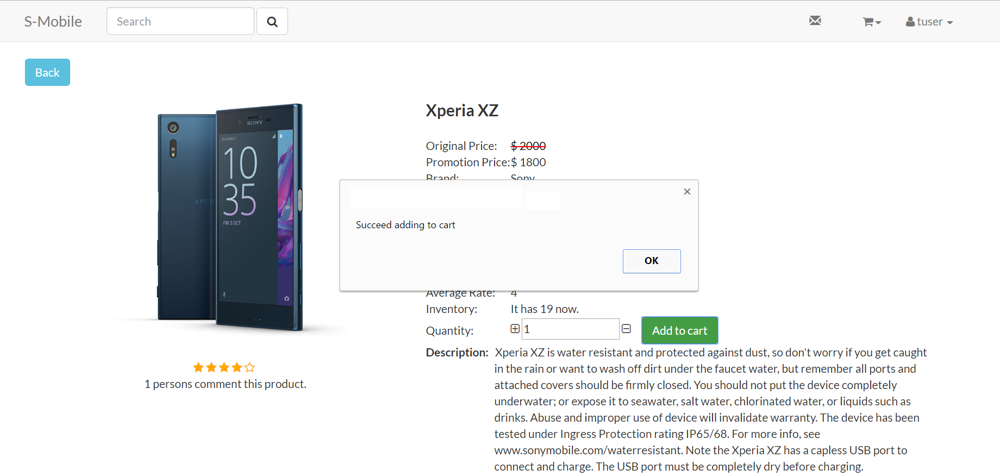 S-Mobile
Search
tuser
Back
Xperia XZ
Original Price: $ 2000
Promotion Price: $ 1800
Brand: Sony
Succeed adding to cart
OK
Average Rate: 4
Inventory: It has 19 now.
Quantity: 1
Add to cart
SONY
SO MOBILE
10
35
FRI 3 OCT
XPER
1 persons comment this product.
Description: Xperia XZ is water resistant and protected against dust, so don't worry if you get caught
in the rain or want to wash off dirt under the faucet water, but remember all ports and
attached covers should be firmly closed. You should not put the device completely
underwater; or expose it to seawater, salt water, chlorinated water, or liquids such as
drinks. Abuse and improper use of device will invalidate warranty. The device has been
tested under Ingress Protection rating IP65/68. For more info, see
www.sonymobile.com/waterresistant. Note the Xperia XZ has a capless USB port to
connect and charge. The USB port must be completely dry before charging.